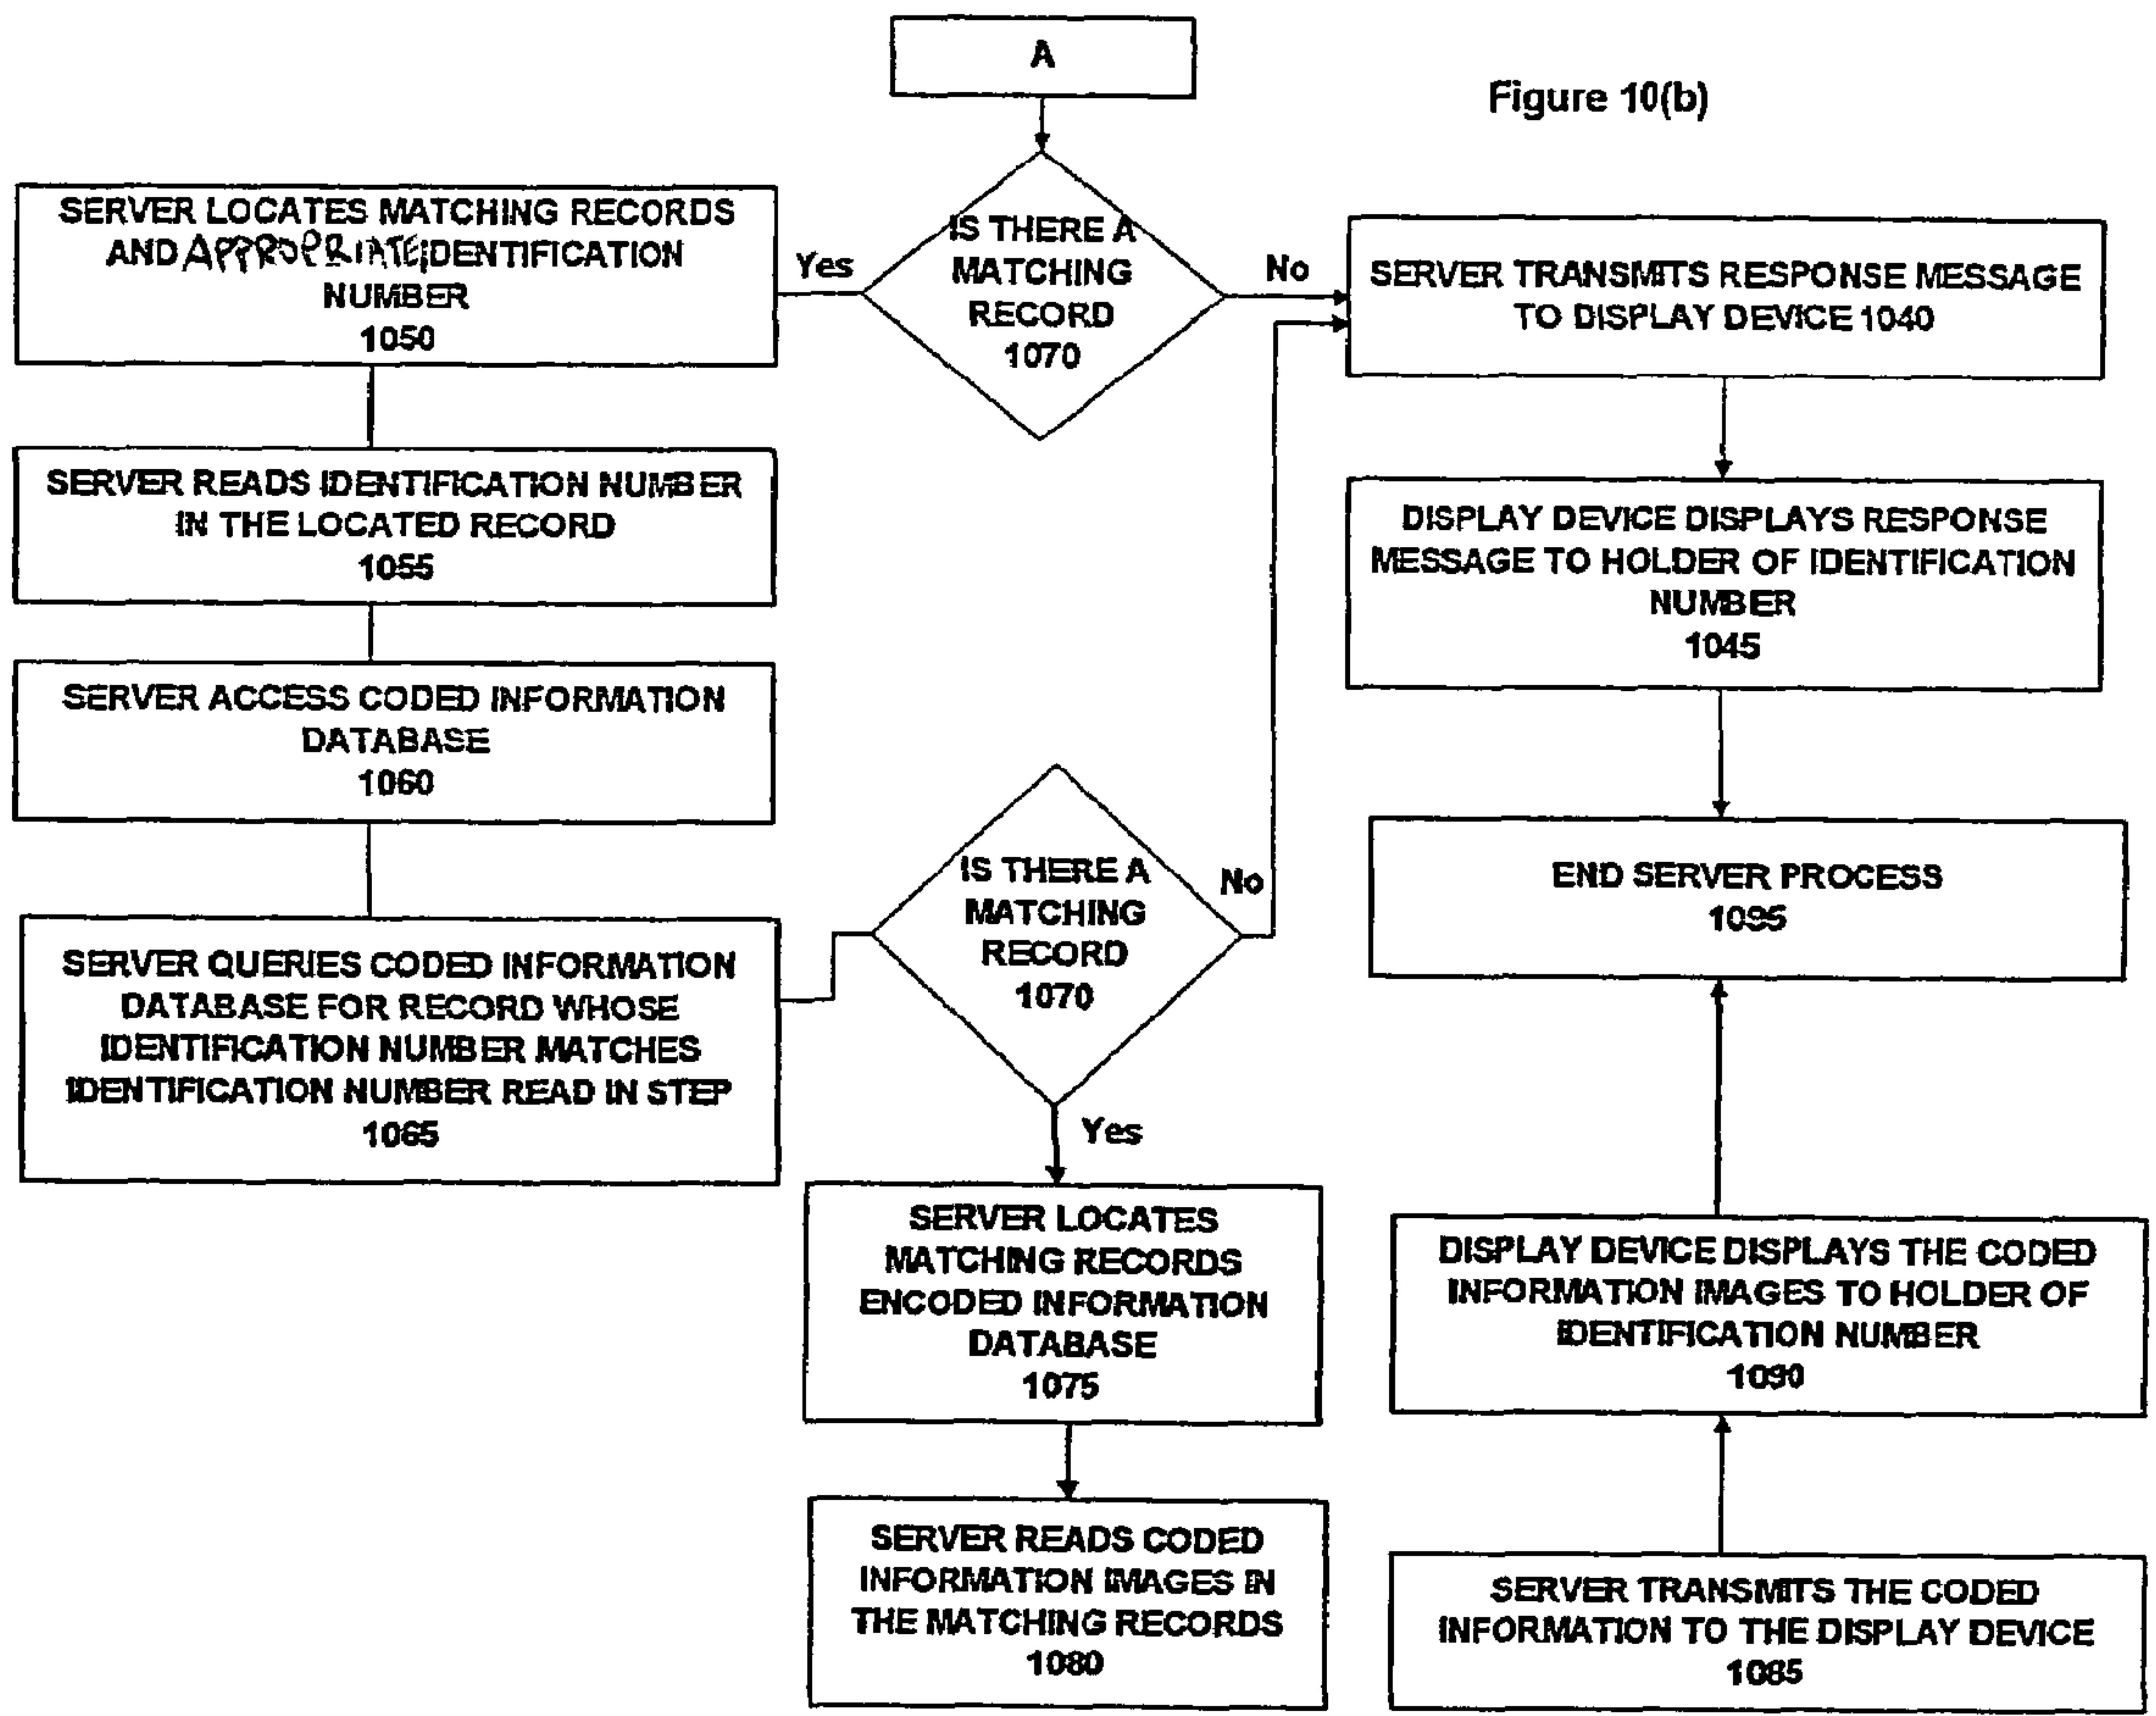 A
Figure 10(b)
SERVER LOCATES MATCHING RECORDS
AND APPROPRIATE IDENTIFICATION
NUMBER
1050
Yes
IS THERE A
MATCHING
RECORD
1070
No
SERVER TRANSMITS RESPONSE MESSAGE
TO DISPLAY DEVICE 1040
SERVER READS IDENTIFICATION NUMBER
IN THE LOCATED RECORD
1055
DISPLAY DEVICE DISPLAYS RESPONSE
MESSAGE TO HOLDER OF IDENTIFICATION
NUMBER
1045
SERVER ACCESS CODED INFORMATION
DATABASE
1060
IS THERE A
MATCHING
RECORD
1070
No
END SERVER PROCESS
1095
SERVER QUERIES CODED INFORMATION
DATABASE FOR RECORD WHOSE
IDENTIFICATION NUMBER MATCHES
IDENTIFICATION NUMBER READ IN STEP
1065
Yes
SERVER LOCATES
MATCHING RECORDS
ENCODED INFORMATION
DATABASE
1075
DISPLAY DEVICE DISPLAYS THE CODED
INFORMATION IMAGES TO HOLDER OF
IDENTIFICATION NUMBER
1090
SERVER READS CODED
INFORMATION IMAGES IN
THE MATCHING RECORDS
1080
SERVER TRANSMITS THE CODED
INFORMATION TO THE DISPLAY DEVICE
1085